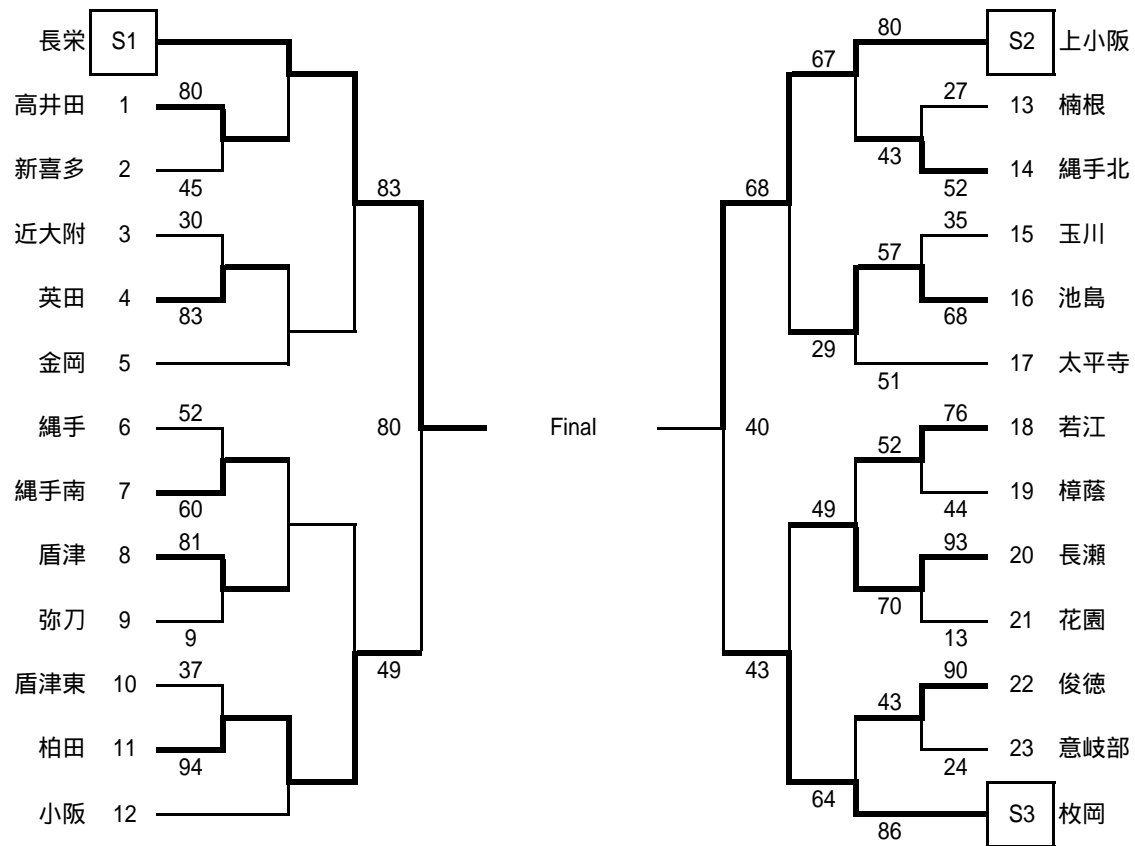 長栄 S1 80 S2 上小阪
67
高井田 1 80 27 13 楠根
新喜多 2 45 43 52 14 縄手北
83 68
近大附 3 30 35 15 玉川
57
英田 4 83 68 16 池島
金岡 5 29 51 17 太平寺
縄手 6 52 80 Final 40 52 76 18 若江
縄手南 7 60 44 19 樟蔭
49
盾津 8 81 93 20 長瀬
弥刀 9 9 70 13 21 花園
盾津東 10 37 49 43 90 22 俊徳
43
柏田 11 94 24 23 意岐部
小阪 12 64 86 S3 枚岡